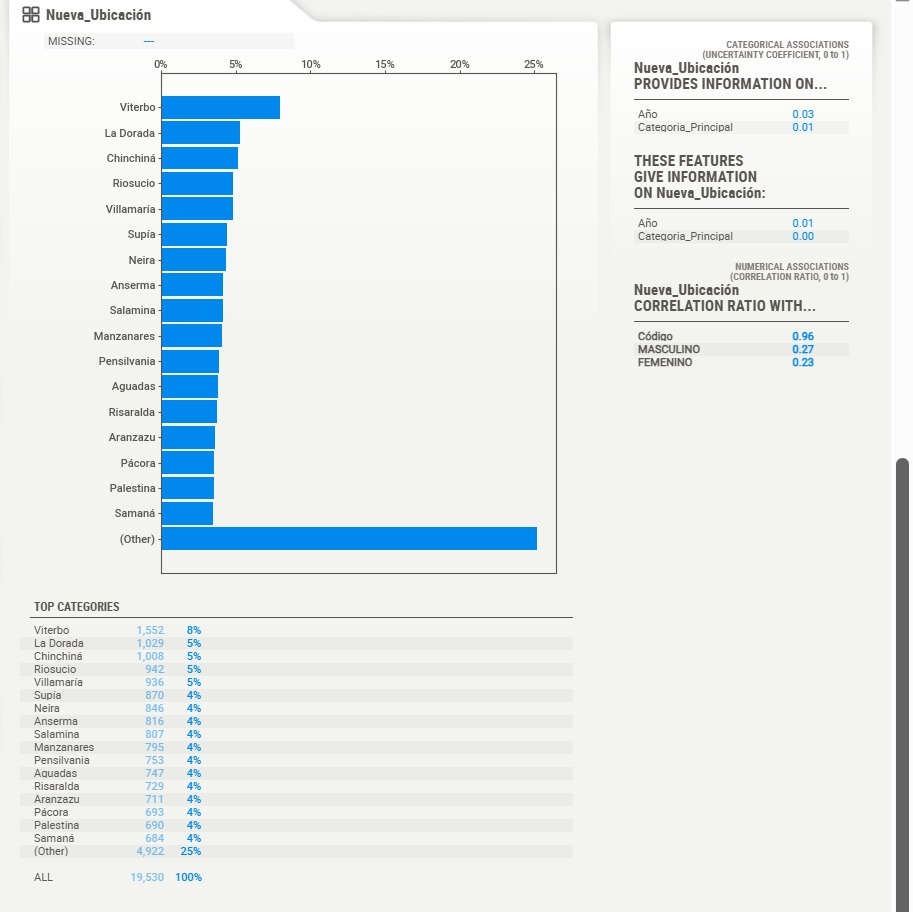 Nueva_Ubicación
MISSING: ---
0% 5% 10% 15% 20% 25%
Viterbo
La Dorada
Chinchiná
Riosucio
Villamaría
Supía
Neira
Anserma
Salamina
Manzanares
Pensilvania
Aguadas
Risaralda
Aranzazu
Pácora
Palestina
Samaná
(Other)
TOP CATEGORIES
Viterbo 1,552 8%
La Dorada 1,029 5%
Chinchiná 1,008 5%
Riosucio 942 5%
Villamaría 936 5%
Supía 870 4%
Neira 846 4%
Anserma 816 4%
Salamina 807 4%
Manzanares 795 4%
Pensilvania 753 4%
Aguadas 747 4%
Risaralda 729 4%
Aranzazu 711 4%
Pácora 693 4%
Palestina 690 4%
Samaná 684 4%
(Other) 4,922 25%
ALL 19,530 100%
CATEGORICAL ASSOCIATIONS
(UNCERTAINTY COEFFICIENT, 0 to 1)
Nueva_Ubicación
PROVIDES INFORMATION ON...
Año 0.03
Categoria_Principal 0.01
THESE FEATURES
GIVE INFORMATION
ON Nueva_Ubicación:
Año 0.01
Categoria_Principal 0.00
NUMERICAL ASSOCIATIONS
(CORRELATION RATIO, 0 to 1)
Nueva_Ubicación
CORRELATION RATIO WITH...
Código 0.96
MASCULINO 0.27
FEMENINO 0.23